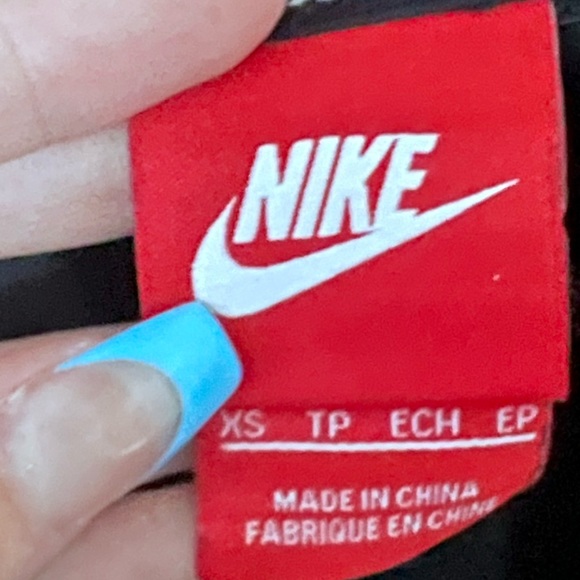 NIKE
XS TP ECH EP
MADE IN CHINA
FABRIQUE EN CHINE